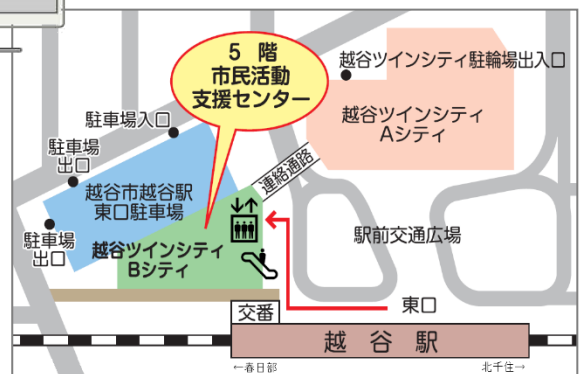 5 階
市民活動
支援センター
越谷ツインシティ駐輪場出入口
越谷ツインシティ
Aシティ
駐車場入口
駐車場
出口
連絡通路
越谷市越谷駅
東口駐車場
駐車場
出口
越谷ツインシティ
Bシティ
駅前交通広場
東口
交番
越谷駅
←春日部
北千住→